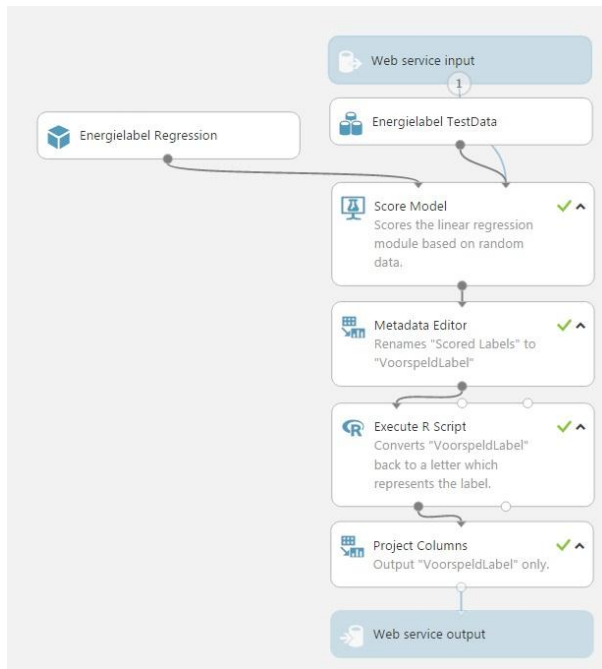 Web service input
1
Energielabel Regression
Energielabel TestData
Score Model
Scores the linear regression
module based on random
data.
Metadata Editor
Renames "Scored Labels" to
"VoorspeldLabel"
R
Execute R Script
Converts "VoorspeldLabel"
back to a letter which
represents the label.
Project Columns
Output "VoorspeldLabel" only.
Web service output